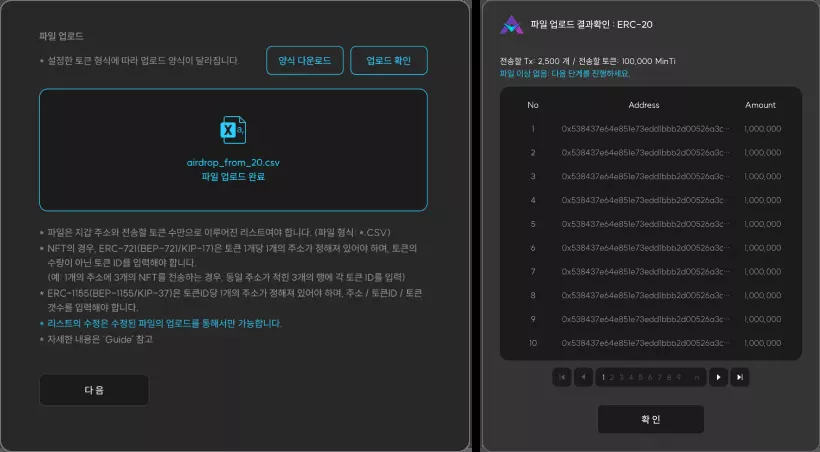 파일 업로드
* 설정한 토큰 형식에 따라 업로드 양식이 달라집니다.
양식 다운로드
업로드 확인
X a,
airdrop_from_20.csv
파일 업로드 완료
* 파일은 지갑 주소와 전송할 토큰 수만으로 이루어진 리스트여야 합니다. (파일 형식: *.CSV)
* NFT의 경우, ERC-721(BEP-721/KIP-17)은 토큰 1개당 1개의 주소가 정해져 있어야 하며, 토큰의
수량이 아닌 토큰 ID를 입력해야 합니다.
(예: 1개의 주소에 3개의 NFT를 전송하는 경우, 동일 주소가 적힌 3개의 행에 각 토큰 ID를 입력)
* ERC-1155(BEP-1155/KIP-37)은 토큰ID당 1개의 주소가 정해져 있어야 하며, 주소 / 토큰ID / 토큰
갯수를 입력해야 합니다.
* 리스트의 수정은 수정된 파일의 업로드를 통해서만 가능합니다.
* 자세한 내용은 'Guide' 참고
다 음
파일 업로드 결과확인 : ERC-20
전송할 Tx: 2,500 개 / 전송할 토큰: 100,000 MinTi
파일 이상 없음: 다음 단계를 진행하세요.
No Address Amount
1 0x538437e64e851e73edd1bbb2d00526a3c··· 1,000,000
2 0x538437e64e851e73edd1bbb2d00526a3c··· 1,000,000
3 0x538437e64e851e73edd1bbb2d00526a3c··· 1,000,000
4 0x538437e64e851e73edd1bbb2d00526a3c··· 1,000,000
5 0x538437e64e851e73edd1bbb2d00526a3c··· 1,000,000
6 0x538437e64e851e73edd1bbb2d00526a3c··· 1,000,000
7 0x538437e64e851e73edd1bbb2d00526a3c··· 1,000,000
8 0x538437e64e851e73edd1bbb2d00526a3c··· 1,000,000
9 0x538437e64e851e73edd1bbb2d00526a3c··· 1,000,000
10 0x538437e64e851e73edd1bbb2d00526a3c··· 1,000,000
1 2 3 4 5 6 7 8 9 n
확 인